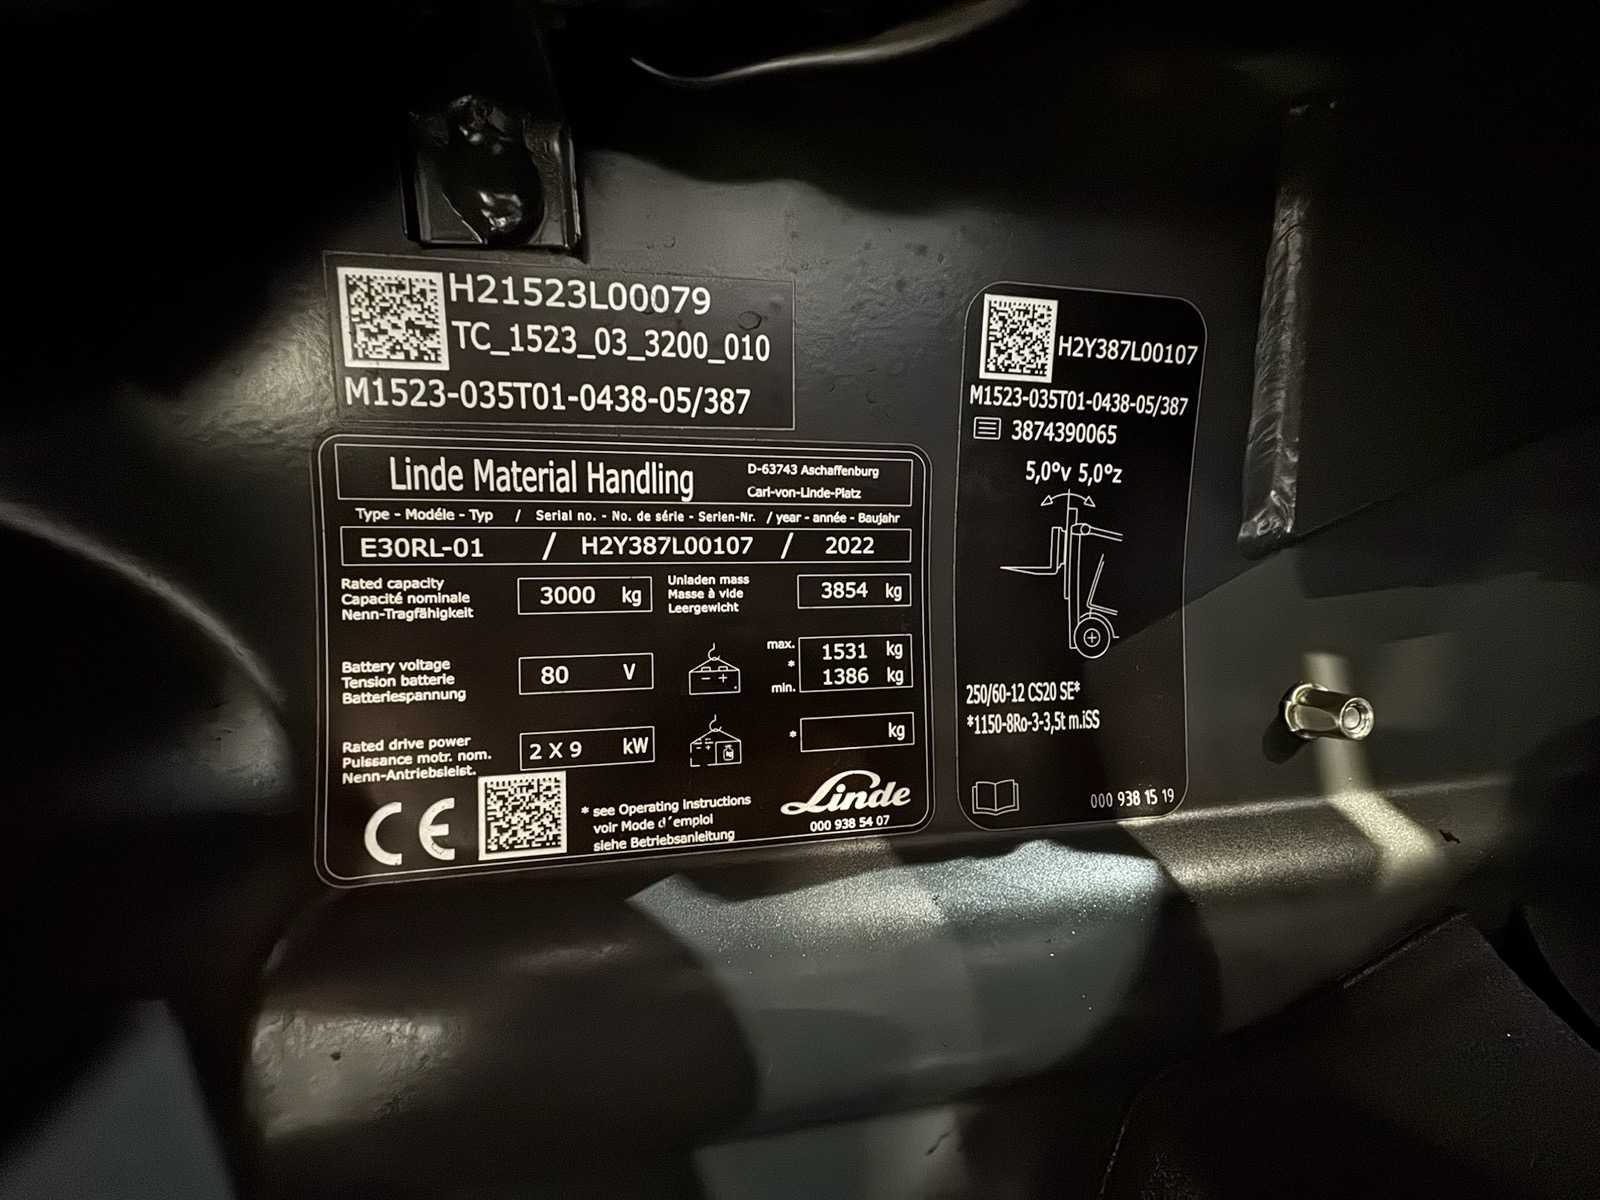 H21523L00079
TC_1523_03_3200_010
M1523-035T01-0438-05/387
Linde Material Handling
D-63743 Aschaffenburg
Carl-von-Linde-Platz
Type - Modéle - Typ / Serial no. - No. de série - Serien-Nr. / year - année - Baujahr
E30RL-01 / H2Y387L00107 / 2022
Rated capacity
Capacité nominale
Nenn-Tragfähigkeit
3000 kg
Unladen mass
Masse à vide
Leergewicht
3854 kg
Battery voltage
Tension batterie
Batteriespannung
80 V
max. 1531 kg
*
min. 1386 kg
Rated drive power
Puissance motr. nom.
Nenn-Antriebsleist.
2 X 9 kW
* kg
CE
* see Operating Instructions
voir Mode d´emploi
siehe Betriebsanleitung
Linde
000 938 54 07
H2Y387L00107
M1523-035T01-0438-05/387
3874390065
5,0°v 5,0°z
250/60-12 CS20 SE*
*1150-8Ro-3-3,5t m.iSS
000 938 15 19